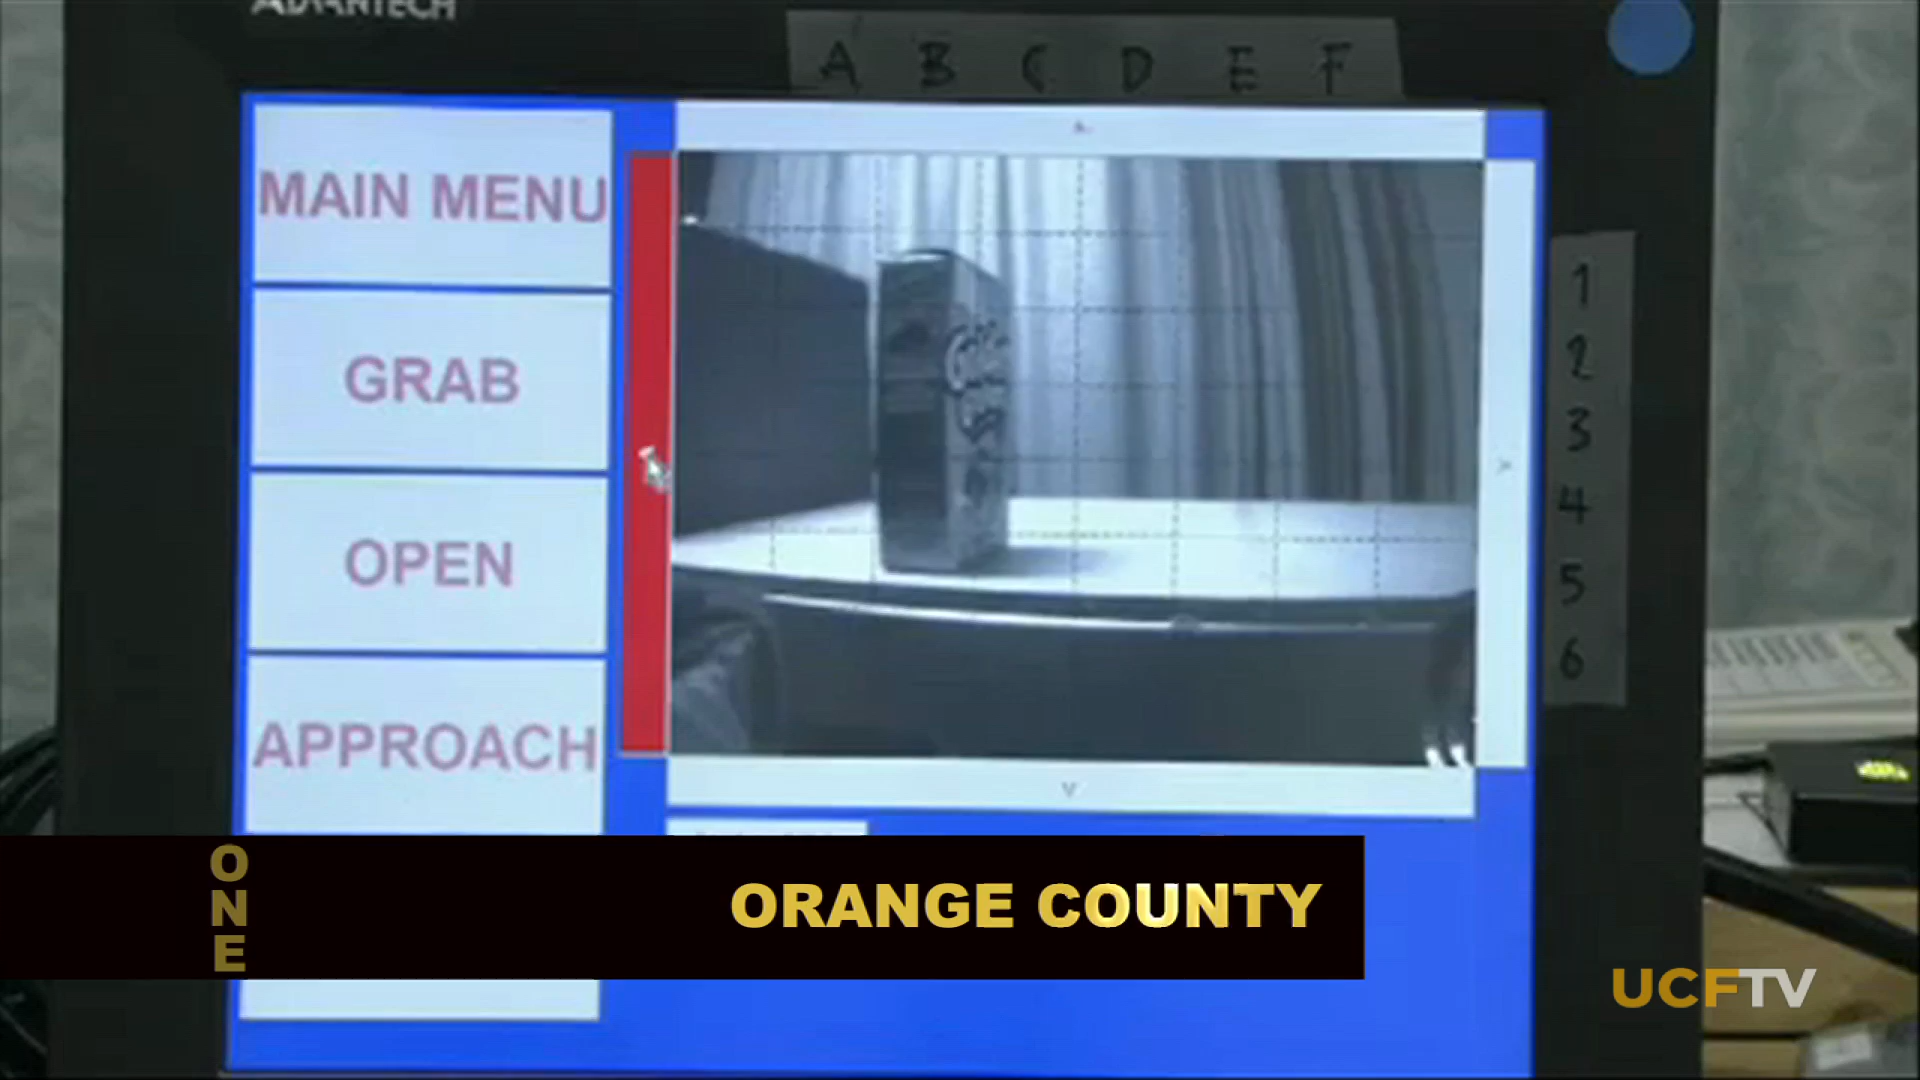 ADVANTECH
A B C D E F
MAIN MENU
GRAB
OPEN
APPROACH
1
2
3
4
5
6
ONE
ORANGE COUNTY
UCFTV